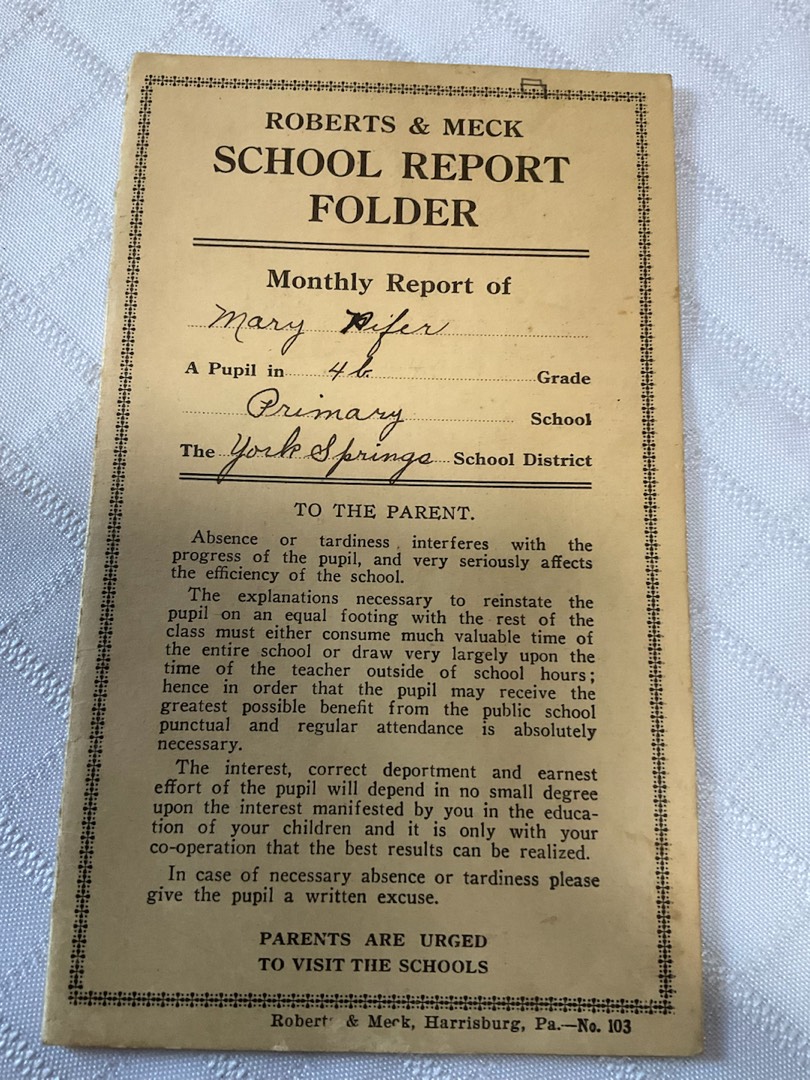 ROBERTS & MECK
SCHOOL REPORT
FOLDER
Monthly Report of
Mary Pifer
A Pupil in 4b Grade
Primary School
The York Springs School District
TO THE PARENT.
Absence or tardiness interferes with the
progress of the pupil, and very seriously affects
the efficiency of the school.
The explanations necessary to reinstate the
pupil on an equal footing with the rest of the
class must either consume much valuable time of
the entire school or draw very largely upon the
time of the teacher outside of school hours;
hence in order that the pupil may receive the
greatest possible benefit from the public school
punctual and regular attendance is absolutely
necessary.
The interest, correct deportment and earnest
effort of the pupil will depend in no small degree
upon the interest manifested by you in the educa-
tion of your children and it is only with your
co-operation that the best results can be realized.
In case of necessary absence or tardiness please
give the pupil a written excuse.
PARENTS ARE URGED
TO VISIT THE SCHOOLS
Roberts & Meck, Harrisburg, Pa.—No. 103